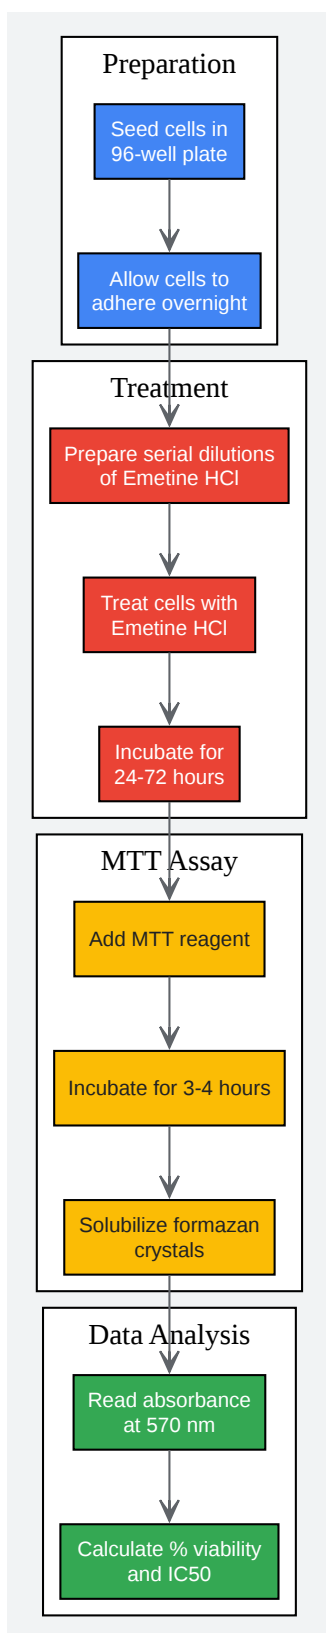 Preparation
Seed cells in
96-well plate
Allow cells to
adhere overnight
Treatment
Prepare serial dilutions
of Emetine HCl
Treat cells with
Emetine HCl
Incubate for
24-72 hours
MTT Assay
Add MTT reagent
Incubate for 3-4 hours
Solubilize formazan
crystals
Data Analysis
Read absorbance
at 570 nm
Calculate % viability
and IC50